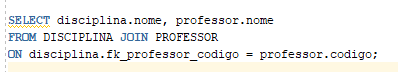 SELECT disciplina.nome, professor.nome
FROM DISCIPLINA JOIN PROFESSOR
ON disciplina.fk_professor_codigo = professor.codigo;